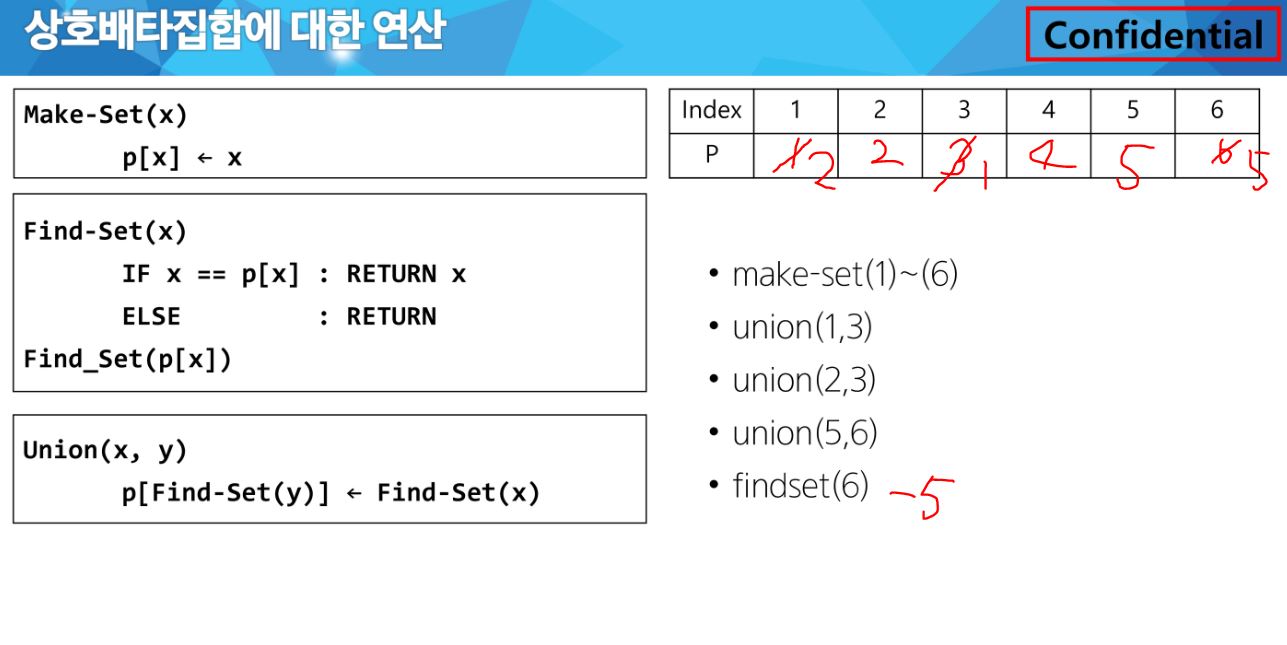 상호배타집합에 대한 연산
Confidential
Make-Set(x)
p[x] ← x
Find-Set(x)
IF x == p[x] : RETURN x
ELSE : RETURN
Find_Set(p[x])
Union(x, y)
p[Find-Set(y)] ← Find-Set(x)
Index 1 2 3 4 5 6
P 1 2 2 3 1 4 5 6 5
• make-set(1)~(6)
• union(1,3)
• union(2,3)
• union(5,6)
• findset(6) -5